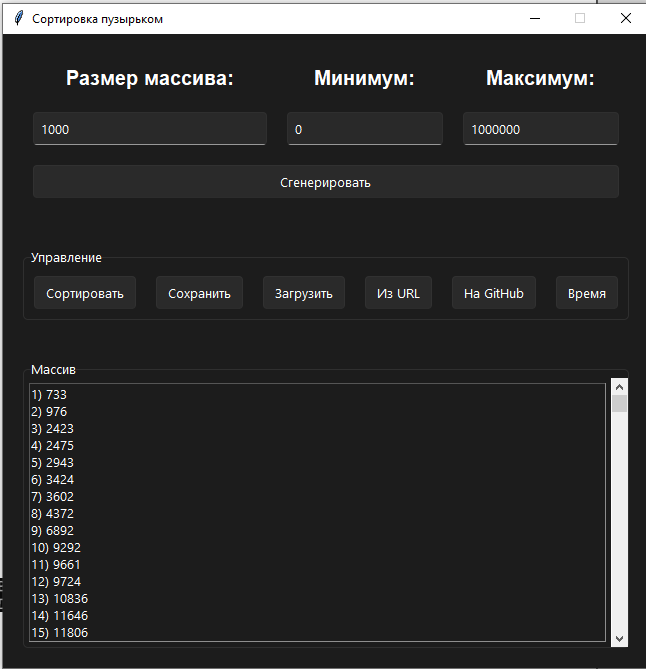 Сортировка пузырьком
Размер массива: Минимум: Максимум:
1000 0 1000000
Сгенерировать
Управление
Сортировать Сохранить Загрузить Из URL На GitHub Время
Массив
1) 733
2) 976
3) 2423
4) 2475
5) 2943
6) 3424
7) 3602
8) 4372
9) 6892
10) 9292
11) 9661
12) 9724
13) 10836
14) 11646
15) 11806